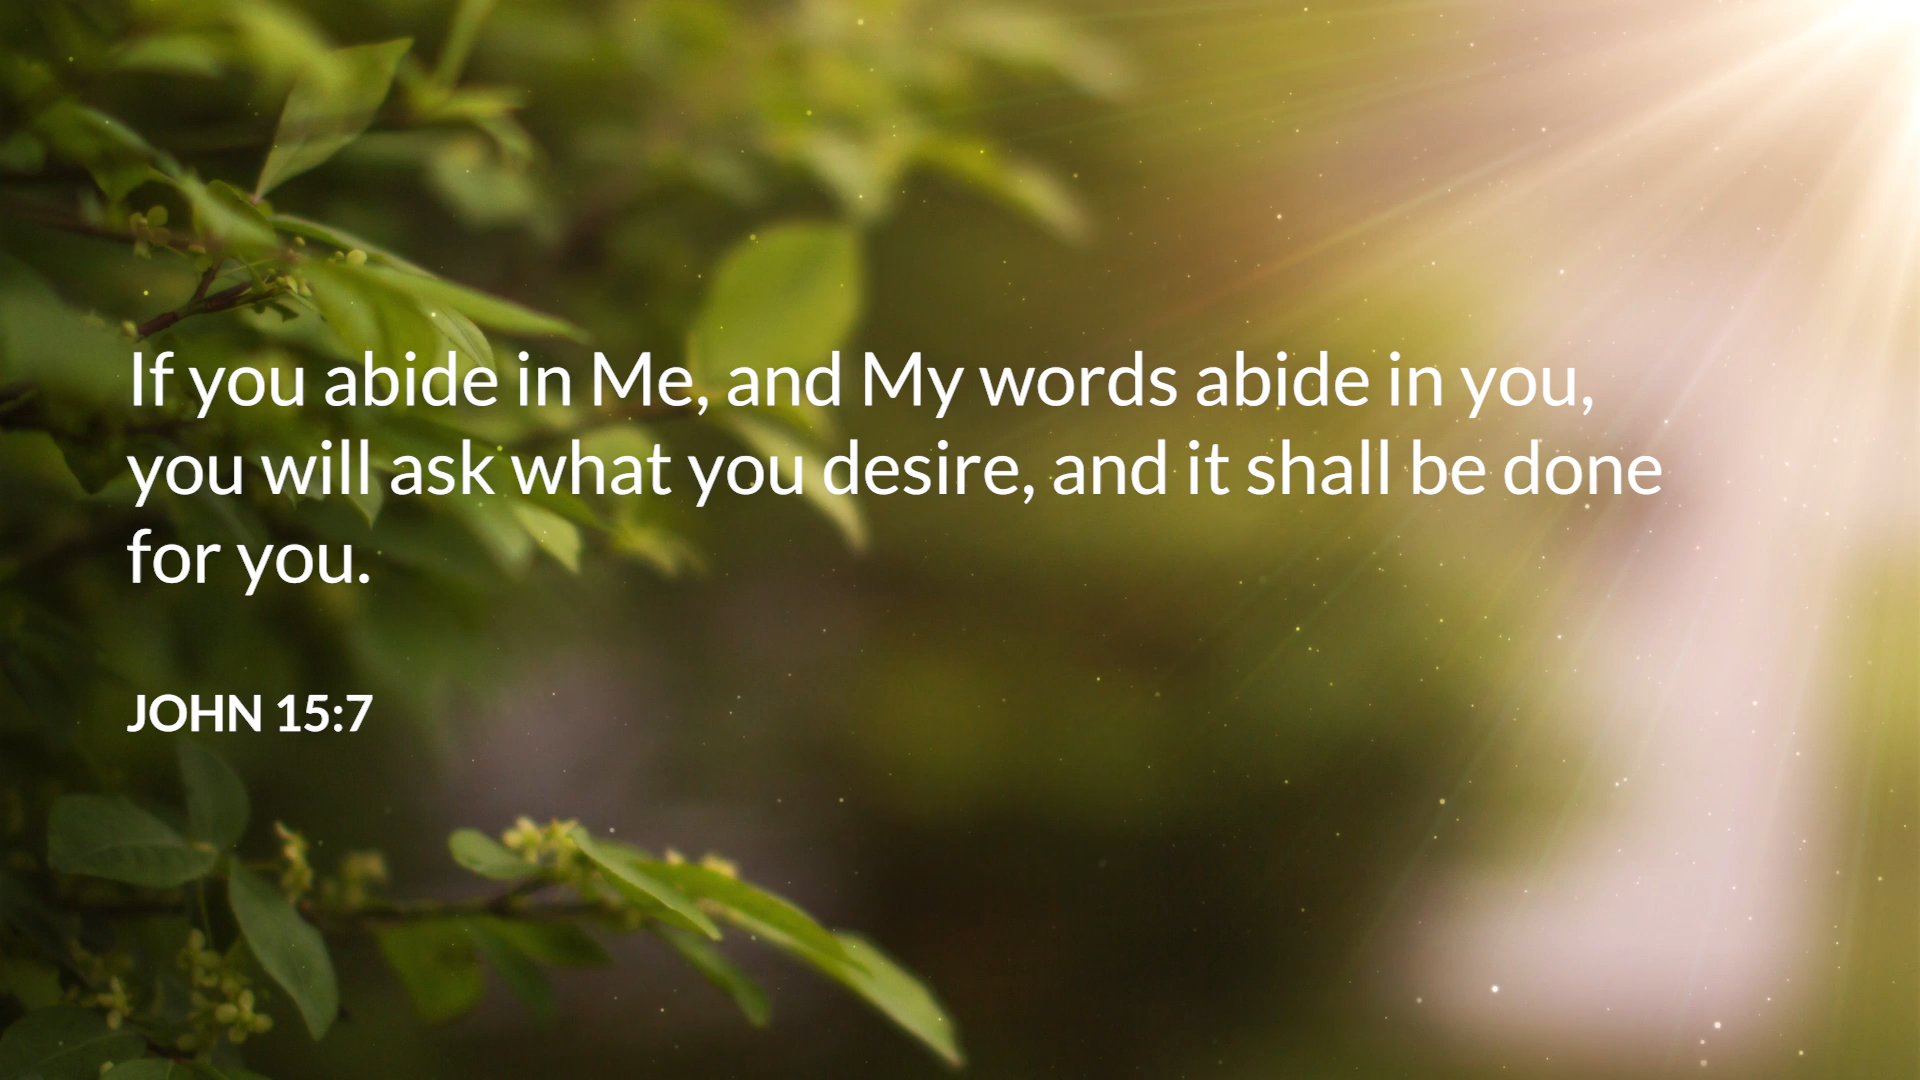 If you abide in Me, and My words abide in you,
you will ask what you desire, and it shall be done
for you.
JOHN 15:7